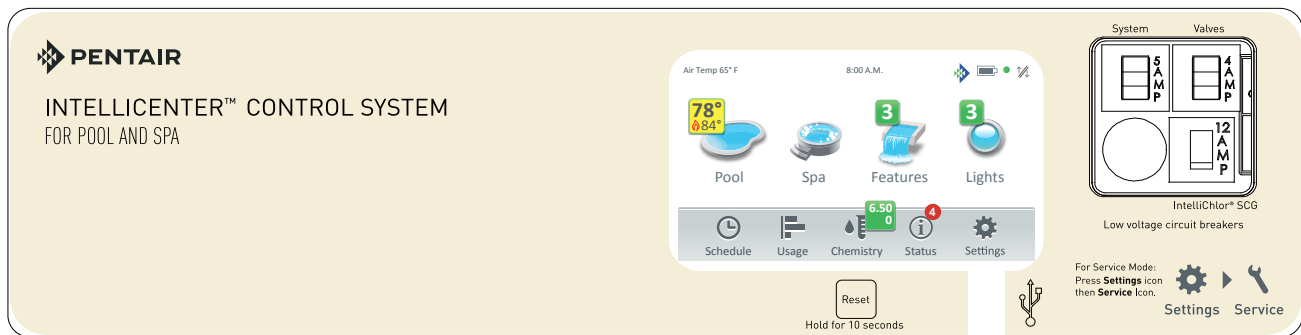 PENTAIR
INTELLICENTER™ CONTROL SYSTEM
FOR POOL AND SPA
Air Temp 65° F
8:00 A.M.
78°
84°
3
3
Pool
Spa
Features
Lights
6.50
0
4
Schedule
Usage
Chemistry
Status
Settings
Reset
Hold for 10 seconds
System
Valves
5 AMP
4 AMP
12 AMP
IntelliChlor® SCG
Low voltage circuit breakers
For Service Mode:
Press Settings icon
then Service Icon.
Settings
Service